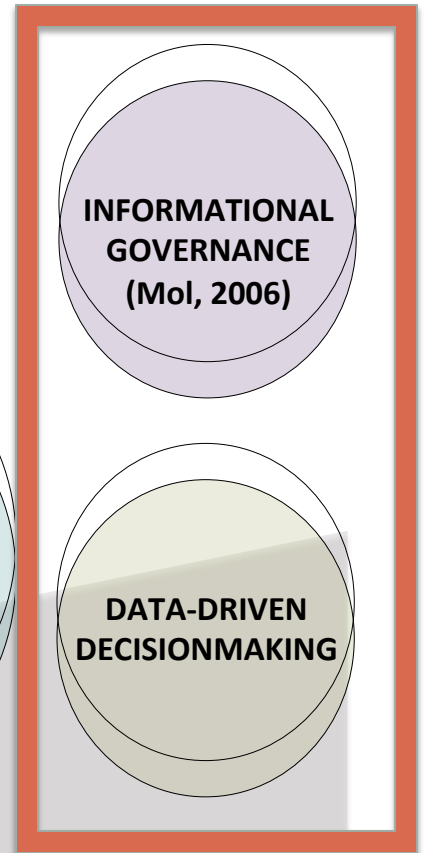 INFORMATIONAL
GOVERNANCE
(Mol, 2006)
DATA-DRIVEN
DECISIONMAKING